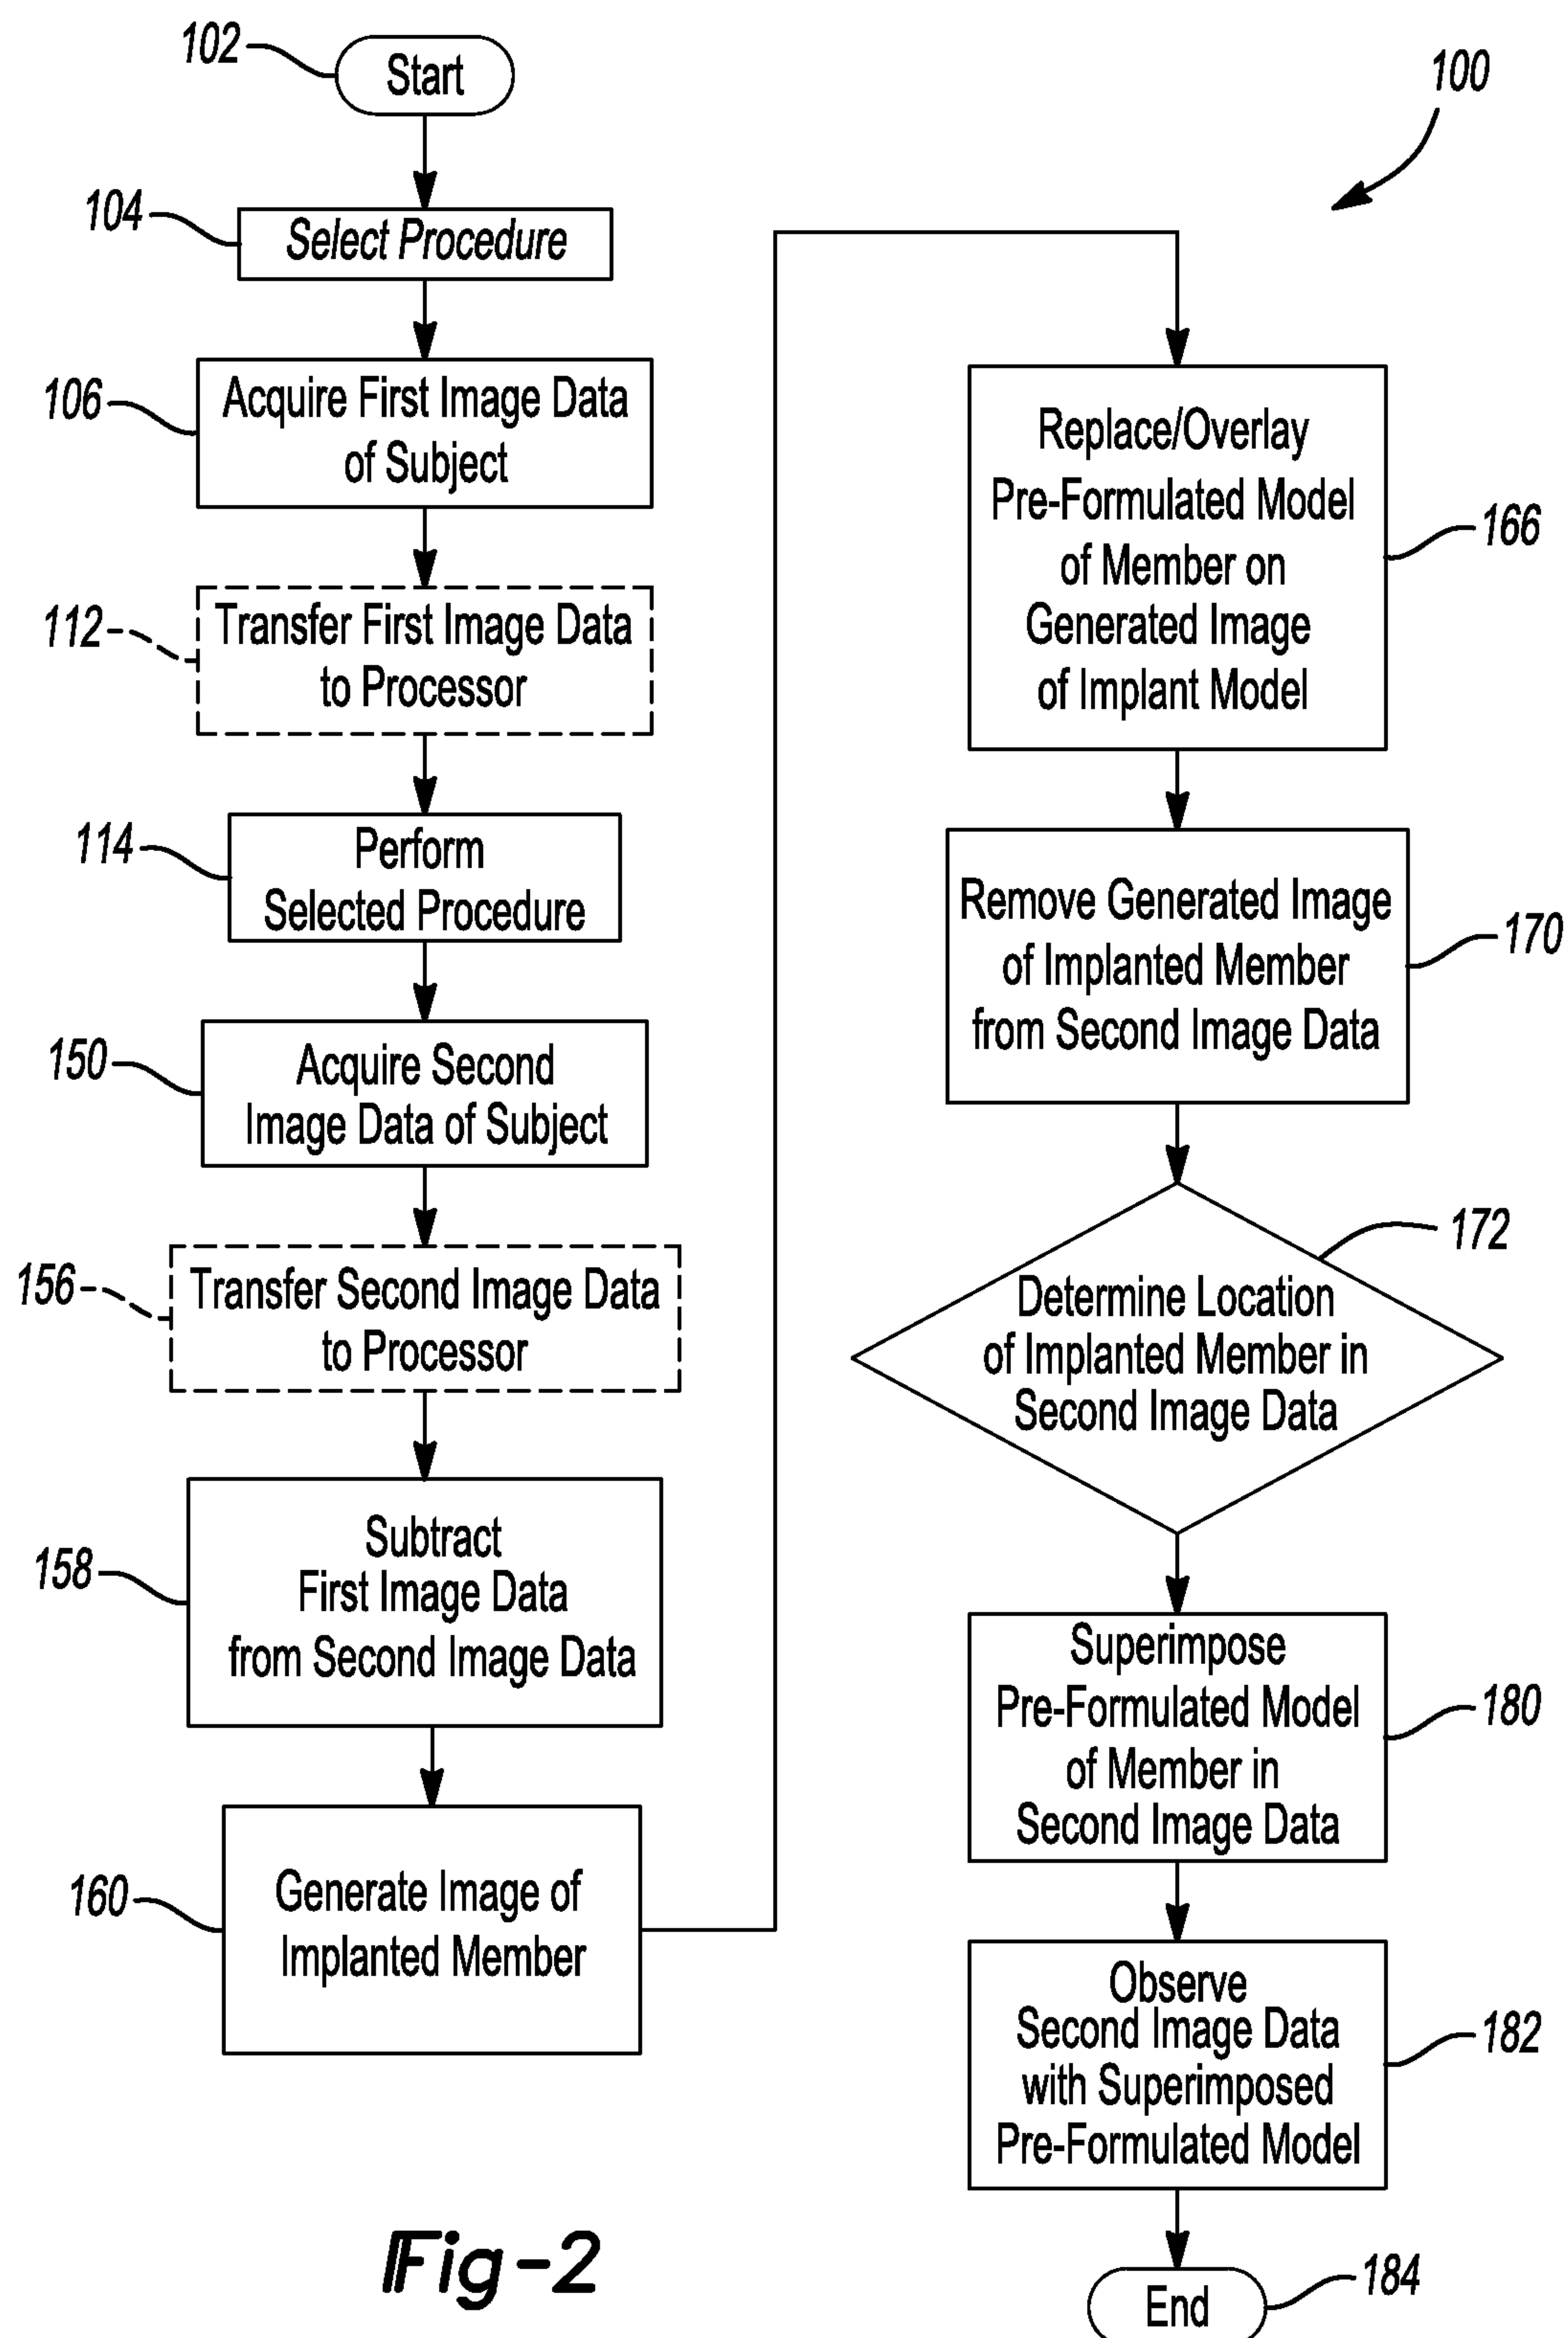 102
Start
100
104
Select Procedure
106
Acquire First Image Data
of Subject
112
Transfer First Image Data
to Processor
114
Perform
Selected Procedure
150
Acquire Second
Image Data of Subject
156
Transfer Second Image Data
to Processor
158
Subtract
First Image Data
from Second Image Data
160
Generate Image of
Implanted Member
Replace/Overlay
Pre-Formulated Model
of Member on
Generated Image
of Implant Model
166
Remove Generated Image
of Implanted Member
from Second Image Data
170
172
Determine Location
of Implanted Member in
Second Image Data
Superimpose
Pre-Formulated Model
of Member in
Second Image Data
180
Observe
Second Image Data
with Superimposed
Pre-Formulated Model
182
End
184
Fig-2